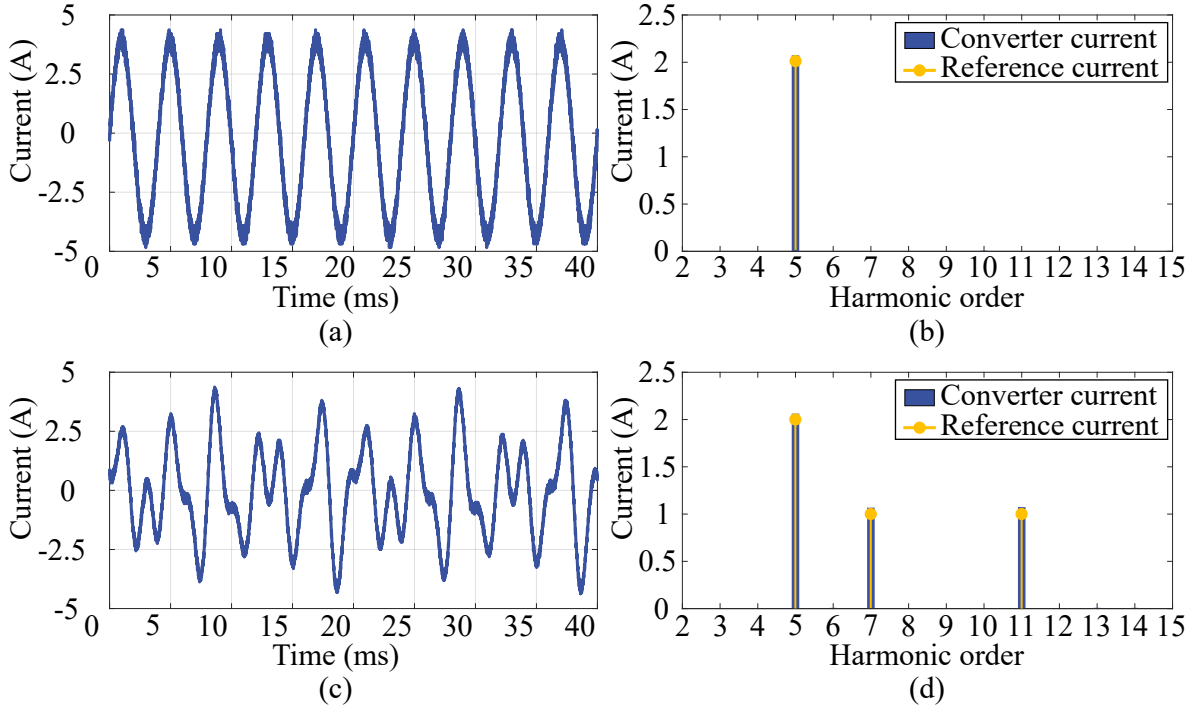 5
2.5
0
-2.5
-5
Current (A)
0 5 10 15 20 25 30 35 40
Time (ms)
(a)
2.5
2
1.5
1
0.5
0
Current (A)
Converter current
Reference current
2 3 4 5 6 7 8 9 10 11 12 13 14 15
Harmonic order
(b)
5
2.5
0
-2.5
-5
Current (A)
0 5 10 15 20 25 30 35 40
Time (ms)
(c)
2.5
2
1.5
1
0.5
0
Current (A)
Converter current
Reference current
2 3 4 5 6 7 8 9 10 11 12 13 14 15
Harmonic order
(d)